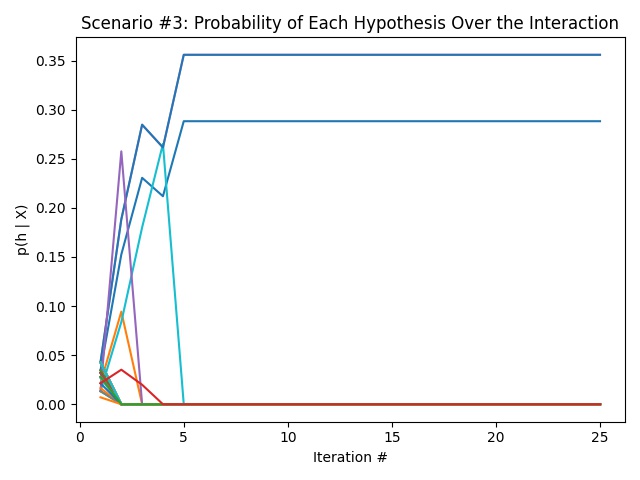 Scenario #3: Probability of Each Hypothesis Over the Interaction
0.35
0.30
0.25
0.20
0.15
0.10
0.05
0.00
p(h | X)
0 5 10 15 20 25
Iteration #